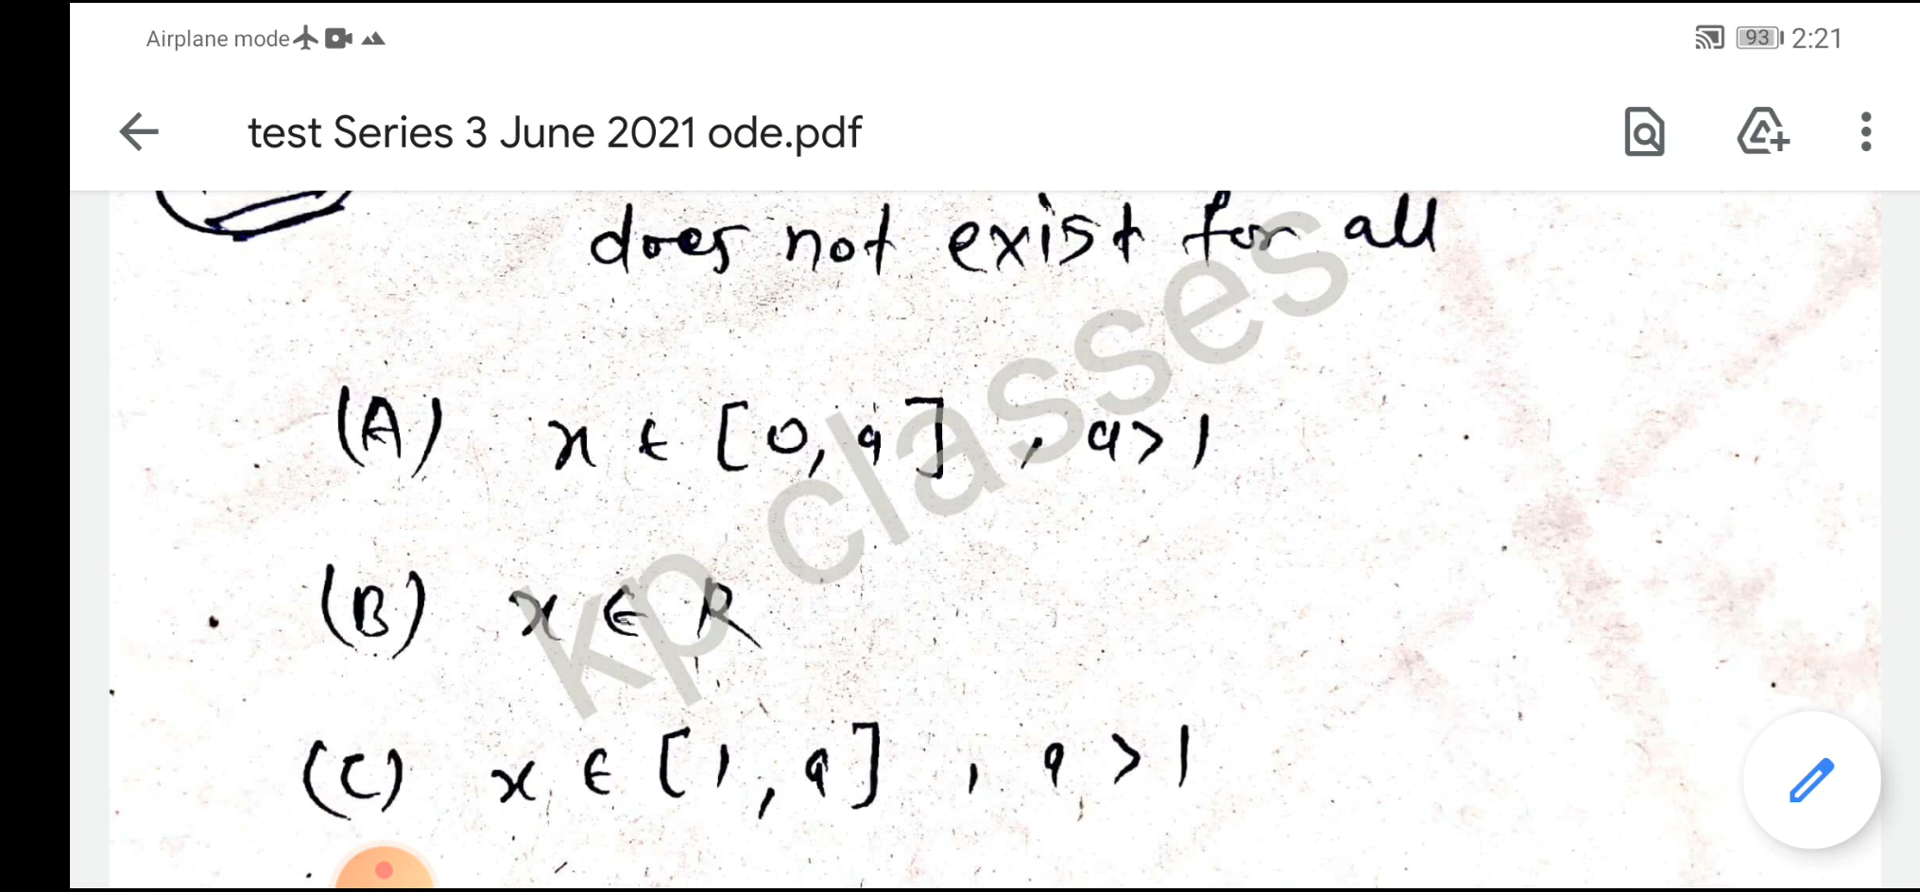 Airplane mode 93 2:21
test Series 3 June 2021 ode.pdf
does not exist for all
(A) x ∈ [0, a] , a > 1
(B) x ∈ R
(C) x ∈ [1, a] , a > 1
kp classes